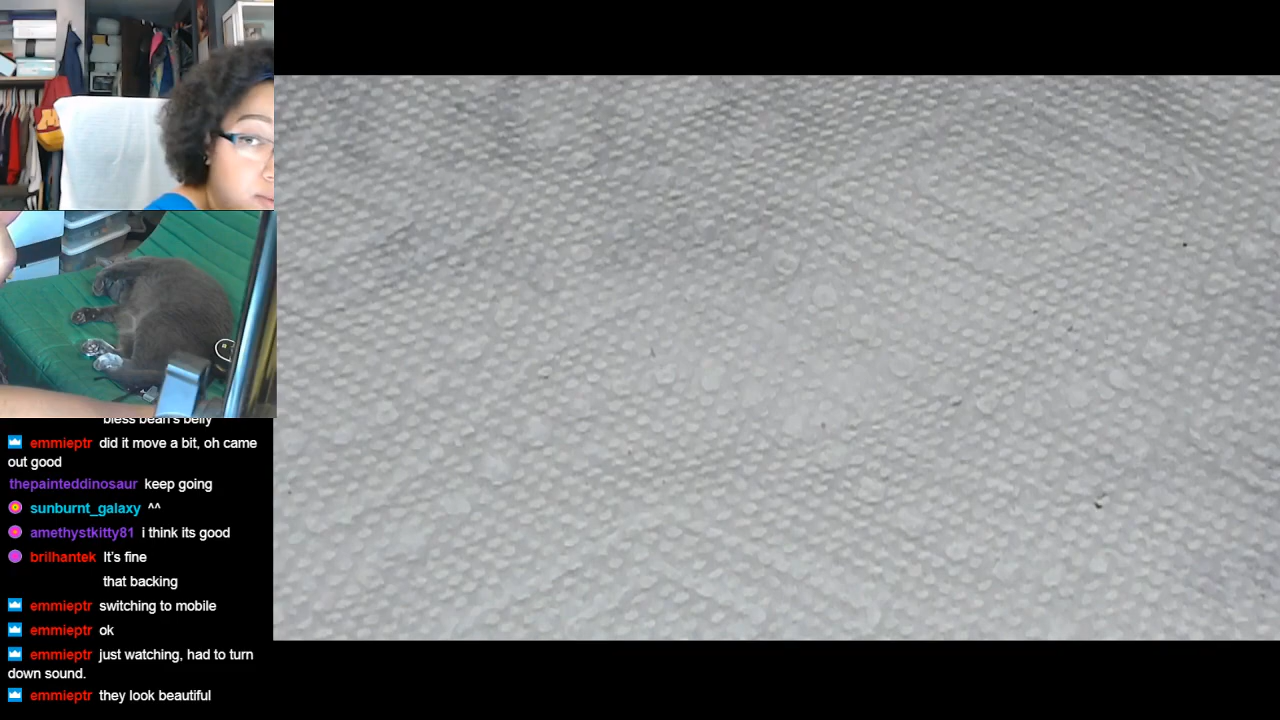 bless bean's belly
emmieptr did it move a bit, oh came
out good
thepainteddinosaur keep going
sunburnt_galaxy ^^
amethystkitty81 i think its good
brilhantek It's fine
that backing
emmieptr switching to mobile
emmieptr ok
emmieptr just watching, had to turn
down sound.
emmieptr they look beautiful